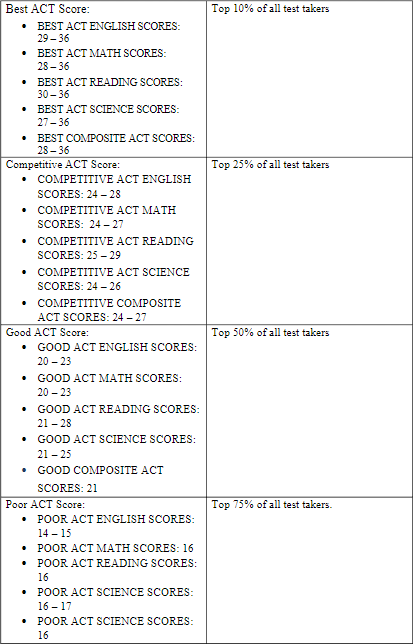 Best ACT Score:
• BEST ACT ENGLISH SCORES:
29 – 36
• BEST ACT MATH SCORES:
28 – 36
• BEST ACT READING SCORES:
30 – 36
• BEST ACT SCIENCE SCORES:
27 – 36
• BEST COMPOSITE ACT SCORES:
28 – 36
Top 10% of all test takers
Competitive ACT Score:
• COMPETITIVE ACT ENGLISH
SCORES: 24 – 28
• COMPETITIVE ACT MATH
SCORES: 24 – 27
• COMPETITIVE ACT READING
SCORES: 25 – 29
• COMPETITIVE ACT SCIENCE
SCORES: 24 – 26
• COMPETITIVE COMPOSITE
ACT SCORES: 24 – 27
Top 25% of all test takers
Good ACT Score:
• GOOD ACT ENGLISH SCORES:
20 – 23
• GOOD ACT MATH SCORES:
20 – 23
• GOOD ACT READING SCORES:
21 – 28
• GOOD ACT SCIENCE SCORES:
21 – 25
• GOOD COMPOSITE ACT
SCORES: 21
Top 50% of all test takers
Poor ACT Score:
• POOR ACT ENGLISH SCORES:
14 – 15
• POOR ACT MATH SCORES: 16
• POOR ACT READING SCORES:
16
• POOR ACT SCIENCE SCORES:
16 – 17
• POOR ACT SCIENCE SCORES:
16
Top 75% of all test takers.